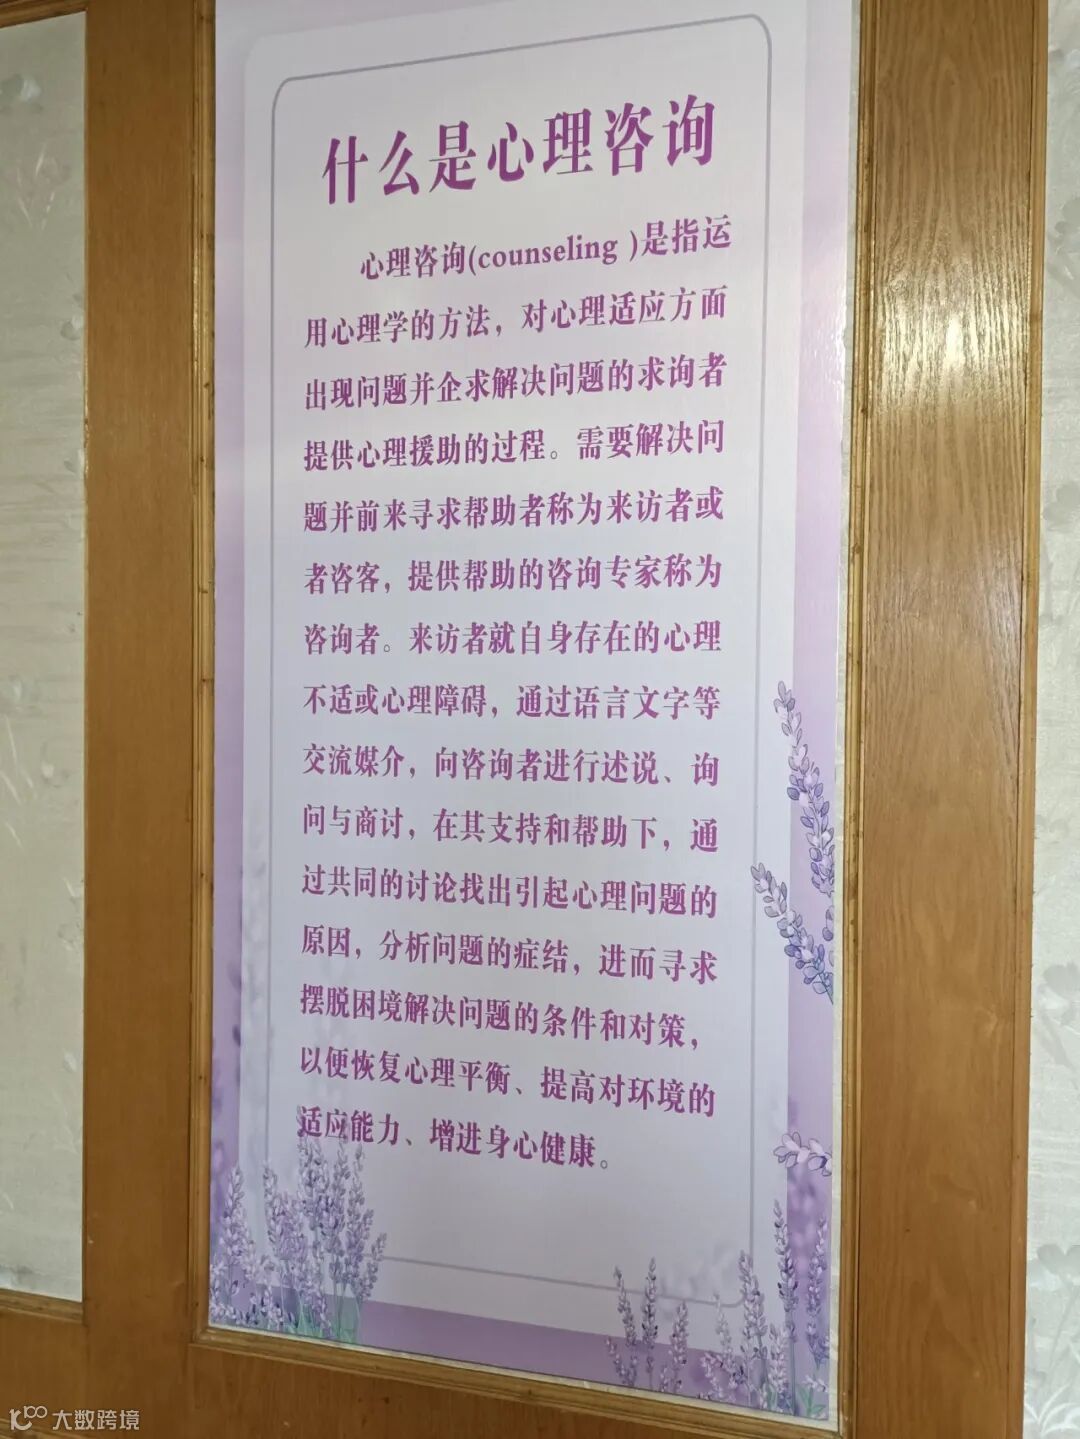 什么是心理咨询
心理咨询(counseling )是指运
用心理学的方法，对心理适应方面
出现问题并企求解决问题的求询者
提供心理援助的过程。需要解决问
题并前来寻求帮助者称为来访者或
者咨客，提供帮助的咨询专家称为
咨询者。来访者就自身存在的心理
不适或心理障碍，通过语言文字等
交流媒介，向咨询者进行述说、询
问与商讨，在其支持和帮助下，通
过共同的讨论找出引起心理问题的
原因，分析问题的症结，进而寻求
摆脱困境解决问题的条件和对策，
以便恢复心理平衡、提高对环境的
适应能力、增进身心健康。
大数跨境